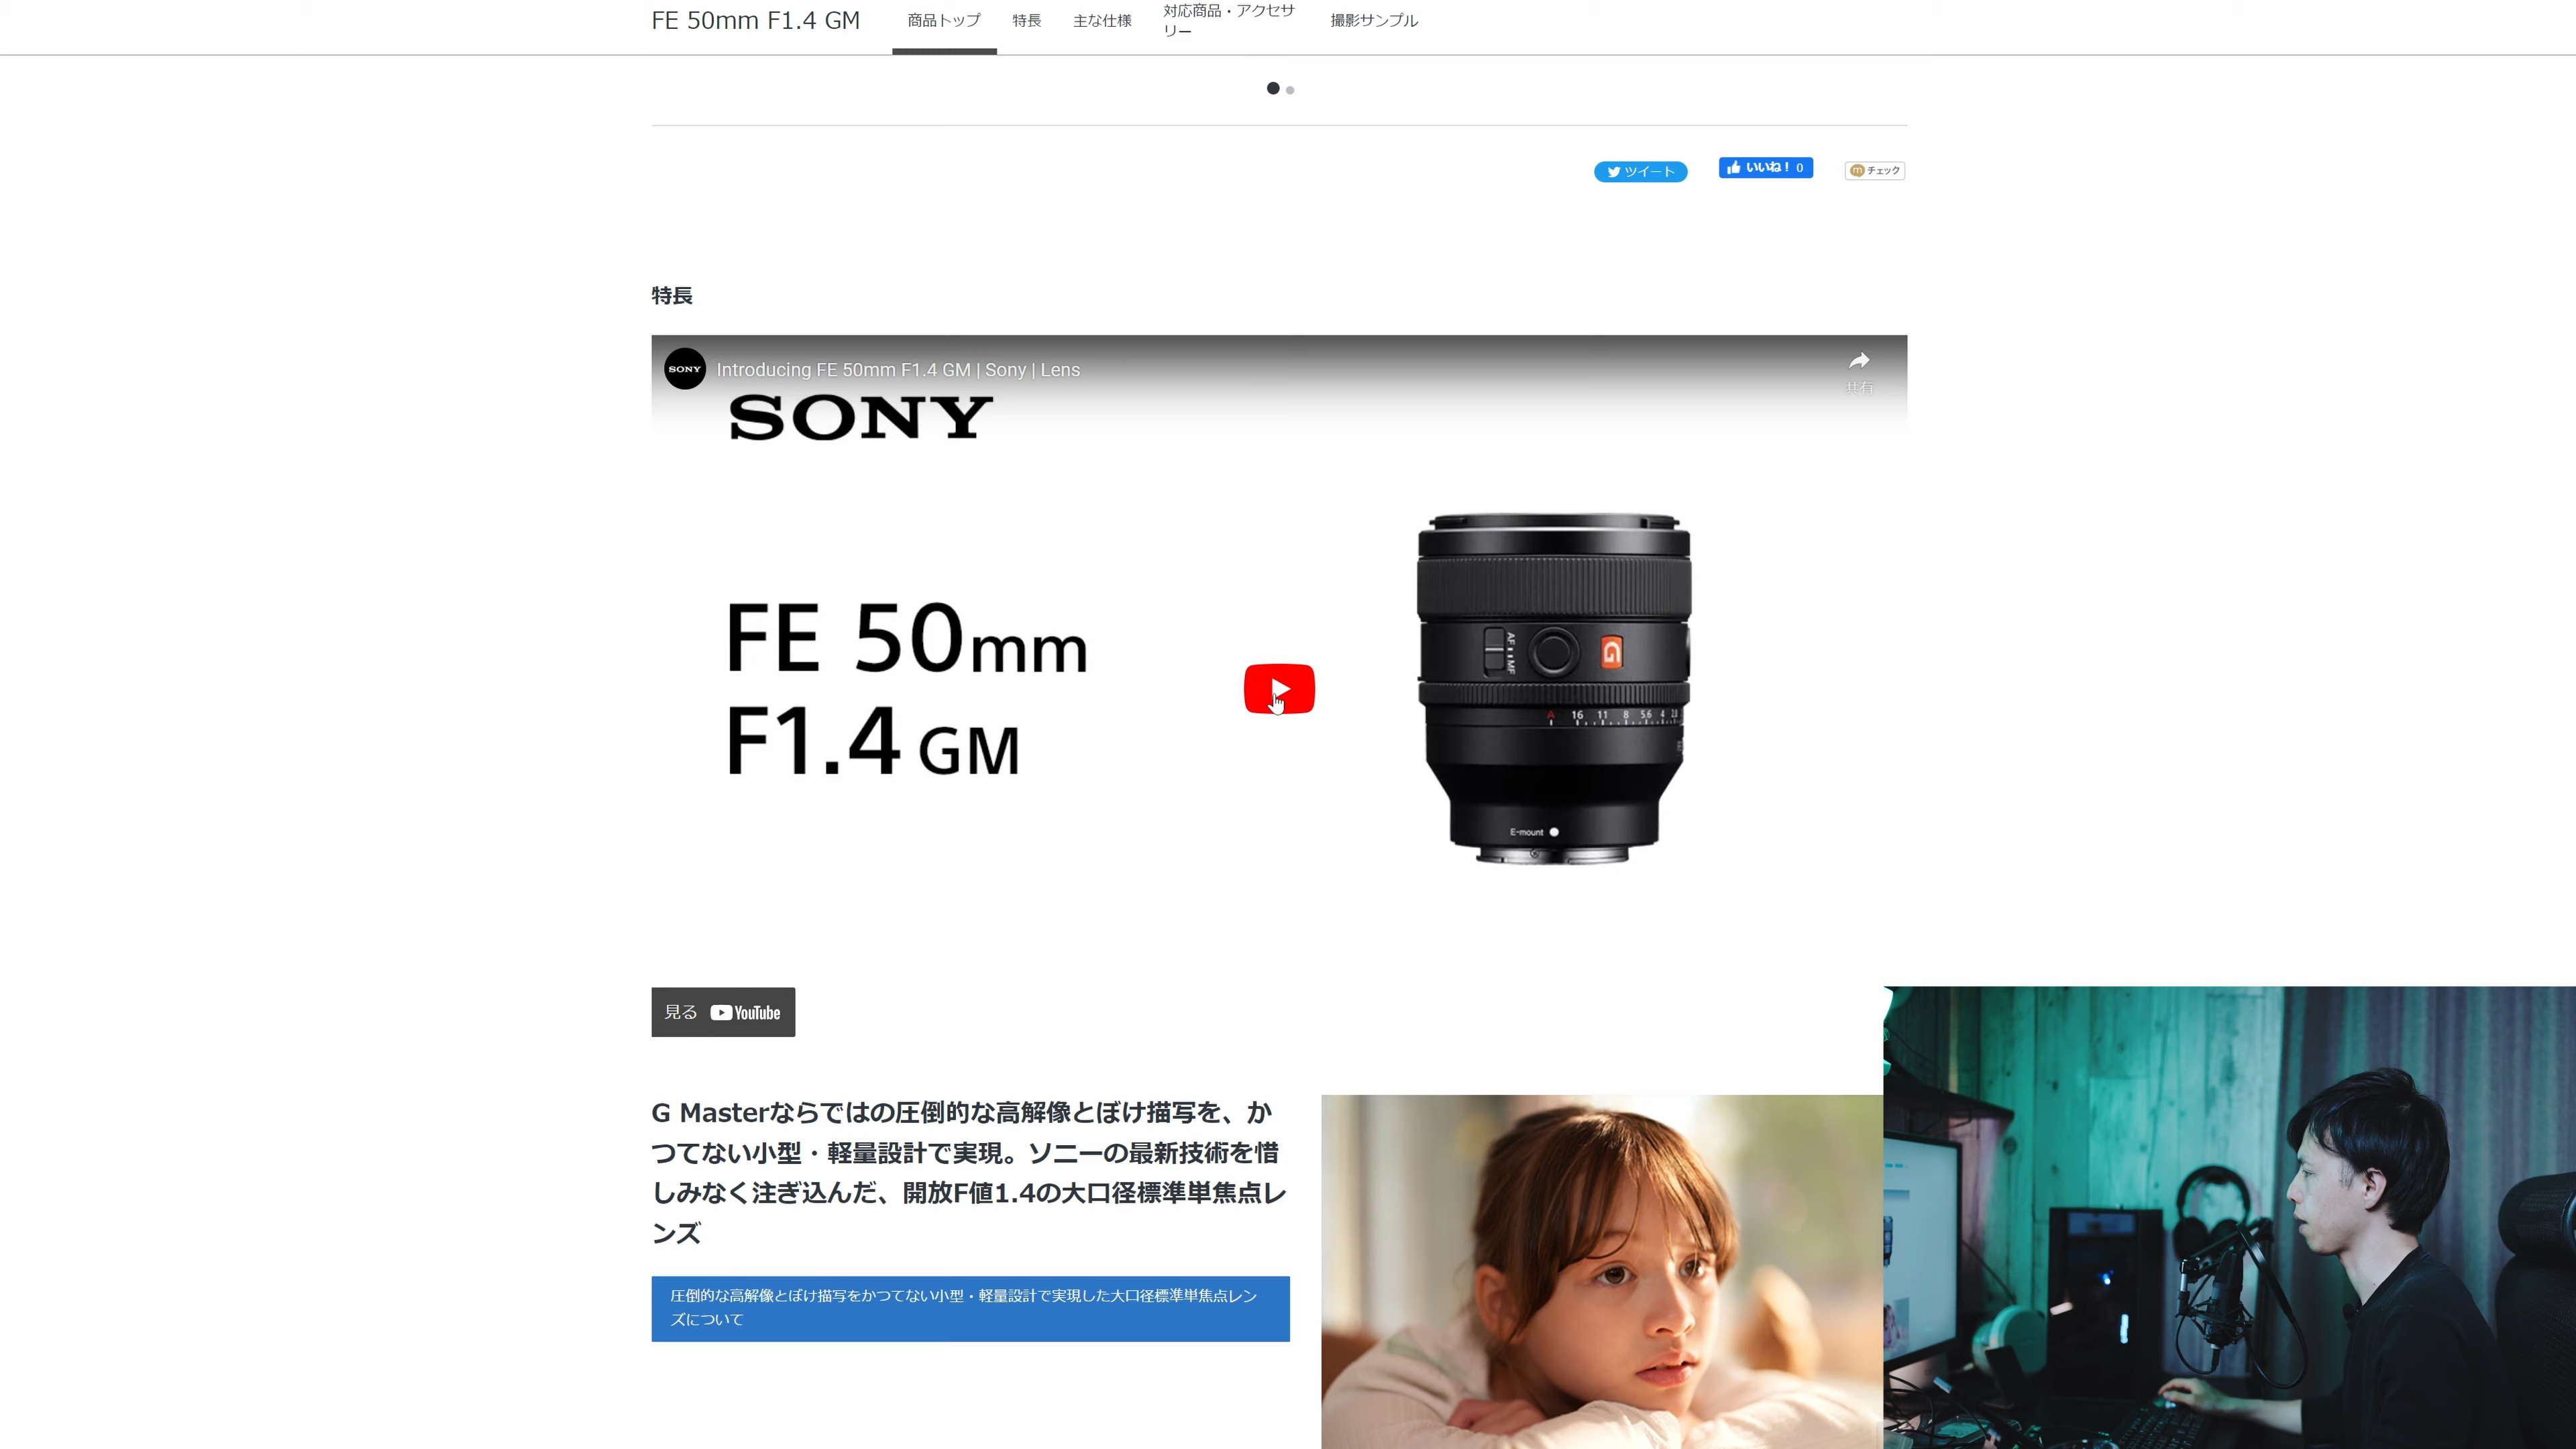 FE 50mm F1.4 GM
商品トップ
特長
主な仕様
対応商品・アクセサ
リー
撮影サンプル
ツイート
いいね！ 0
チェック
特長
SONY
Introducing FE 50mm F1.4 GM | Sony | Lens
共有
SONY
FE 50mm
F1.4 GM
AF MF
G
A 16 11 8 5.6 4 2.8
E-mount
見る YouTube
G Masterならではの圧倒的な高解像とぼけ描写を、か
つてない小型・軽量設計で実現。ソニーの最新技術を惜
しみなく注ぎ込んだ、開放F値1.4の大口径標準単焦点レ
ンズ
圧倒的な高解像とぼけ描写をかつてない小型・軽量設計で実現した大口径標準単焦点レン
ズについて